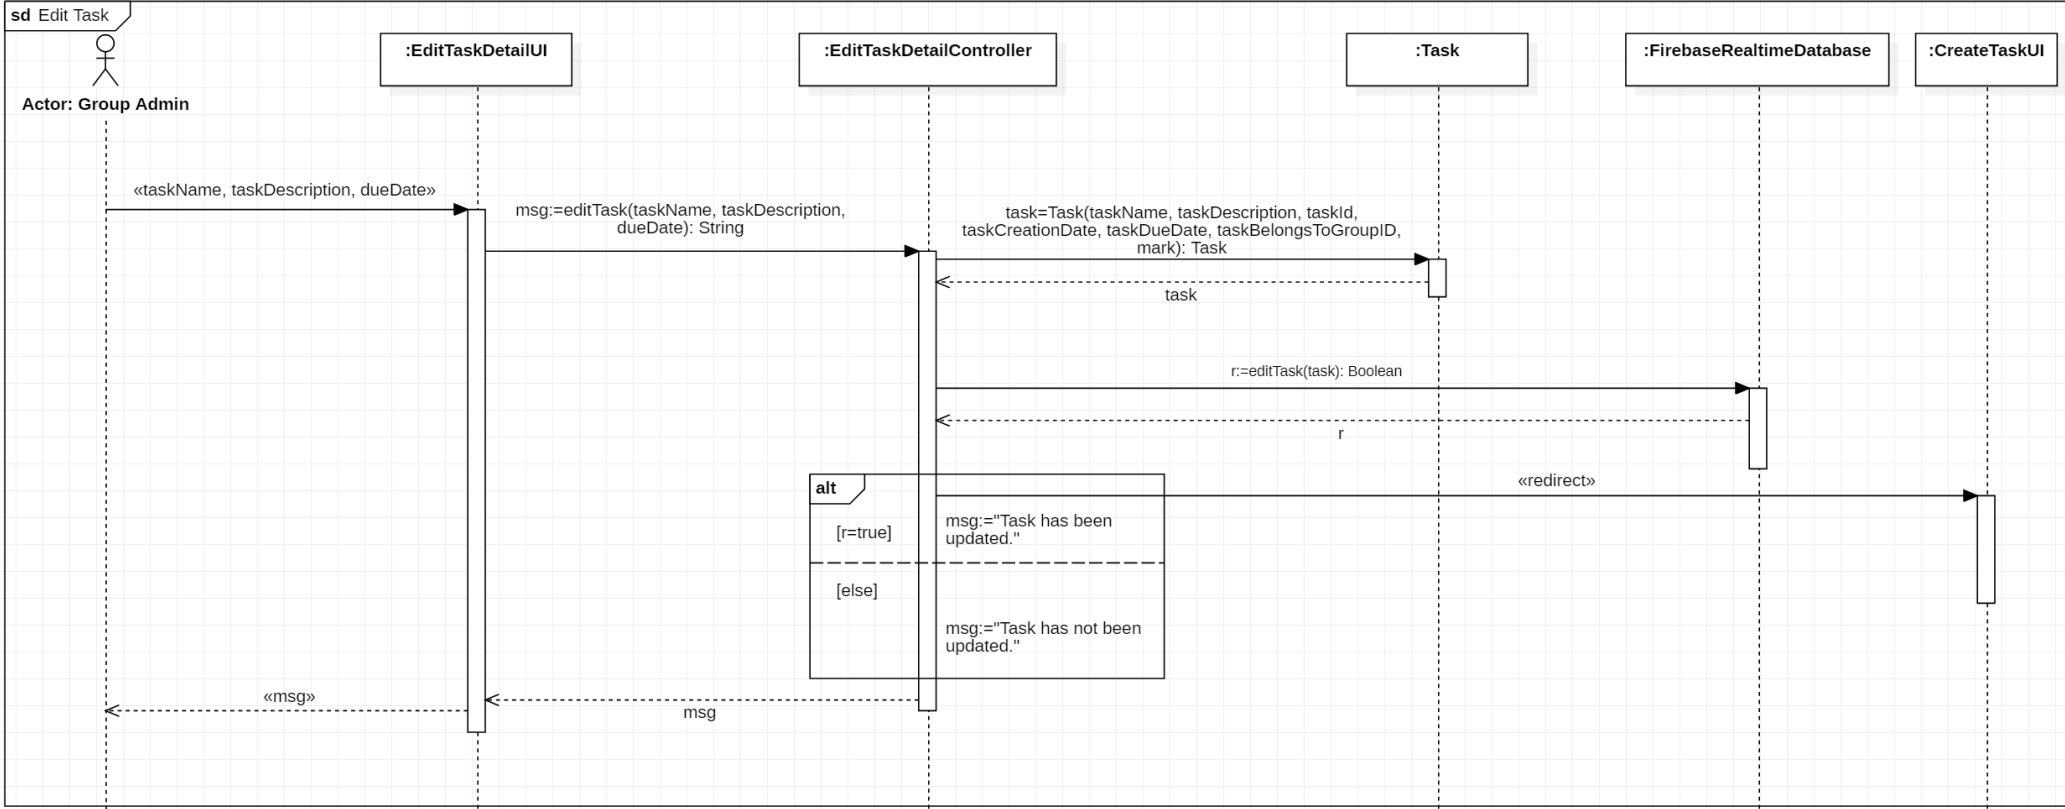 sd Edit Task
:EditTaskDetailUI
:EditTaskDetailController
:Task
:FirebaseRealtimeDatabase
:CreateTaskUI
Actor: Group Admin
«taskName, taskDescription, dueDate»
msg:=editTask(taskName, taskDescription,
dueDate): String
task=Task(taskName, taskDescription, taskId,
taskCreationDate, taskDueDate, taskBelongsToGroupID,
mark): Task
task
r:=editTask(task): Boolean
r
«redirect»
alt
[r=true]
msg:="Task has been
updated."
[else]
msg:="Task has not been
updated."
«msg»
msg